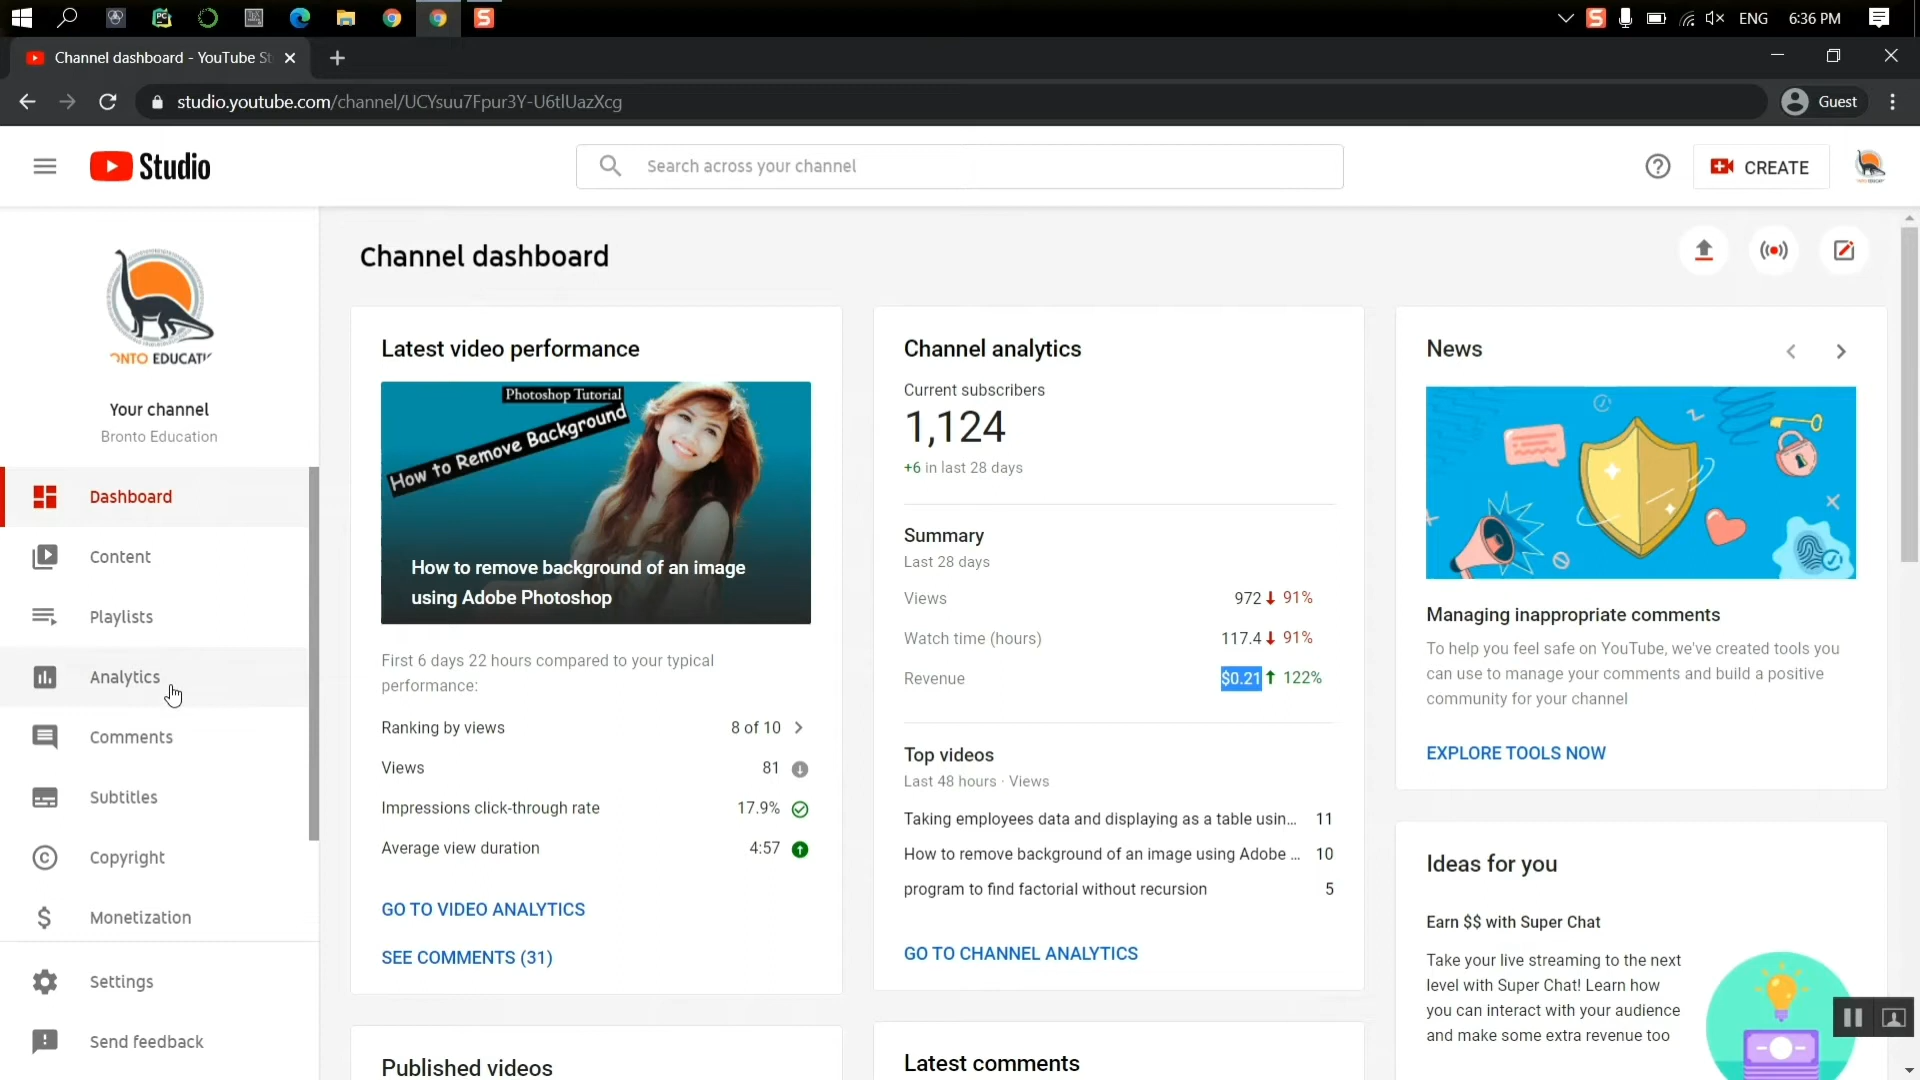 ENG
6:36 PM
Channel dashboard - YouTube St
studio.youtube.com/channel/UCYsuu7Fpur3Y-U6tlUazXcg
Guest
Studio
Search across your channel
CREATE
ONTO EDUCATI
Your channel
Bronto Education
Dashboard
Content
Playlists
Analytics
Comments
Subtitles
Copyright
Monetization
Settings
Send feedback
Channel dashboard
Latest video performance
Photoshop Tutorial
How to Remove Background
How to remove background of an image
using Adobe Photoshop
First 6 days 22 hours compared to your typical
performance:
Ranking by views 8 of 10
Views 81
Impressions click-through rate 17.9%
Average view duration 4:57
GO TO VIDEO ANALYTICS
SEE COMMENTS (31)
Published videos
Channel analytics
Current subscribers
1,124
+6 in last 28 days
Summary
Last 28 days
Views 972 91%
Watch time (hours) 117.4 91%
Revenue $0.21 122%
Top videos
Last 48 hours · Views
Taking employees data and displaying as a table usin... 11
How to remove background of an image using Adobe ... 10
program to find factorial without recursion 5
GO TO CHANNEL ANALYTICS
Latest comments
News
Managing inappropriate comments
To help you feel safe on YouTube, we've created tools you
can use to manage your comments and build a positive
community for your channel
EXPLORE TOOLS NOW
Ideas for you
Earn $$ with Super Chat
Take your live streaming to the next
level with Super Chat! Learn how
you can interact with your audience
and make some extra revenue too